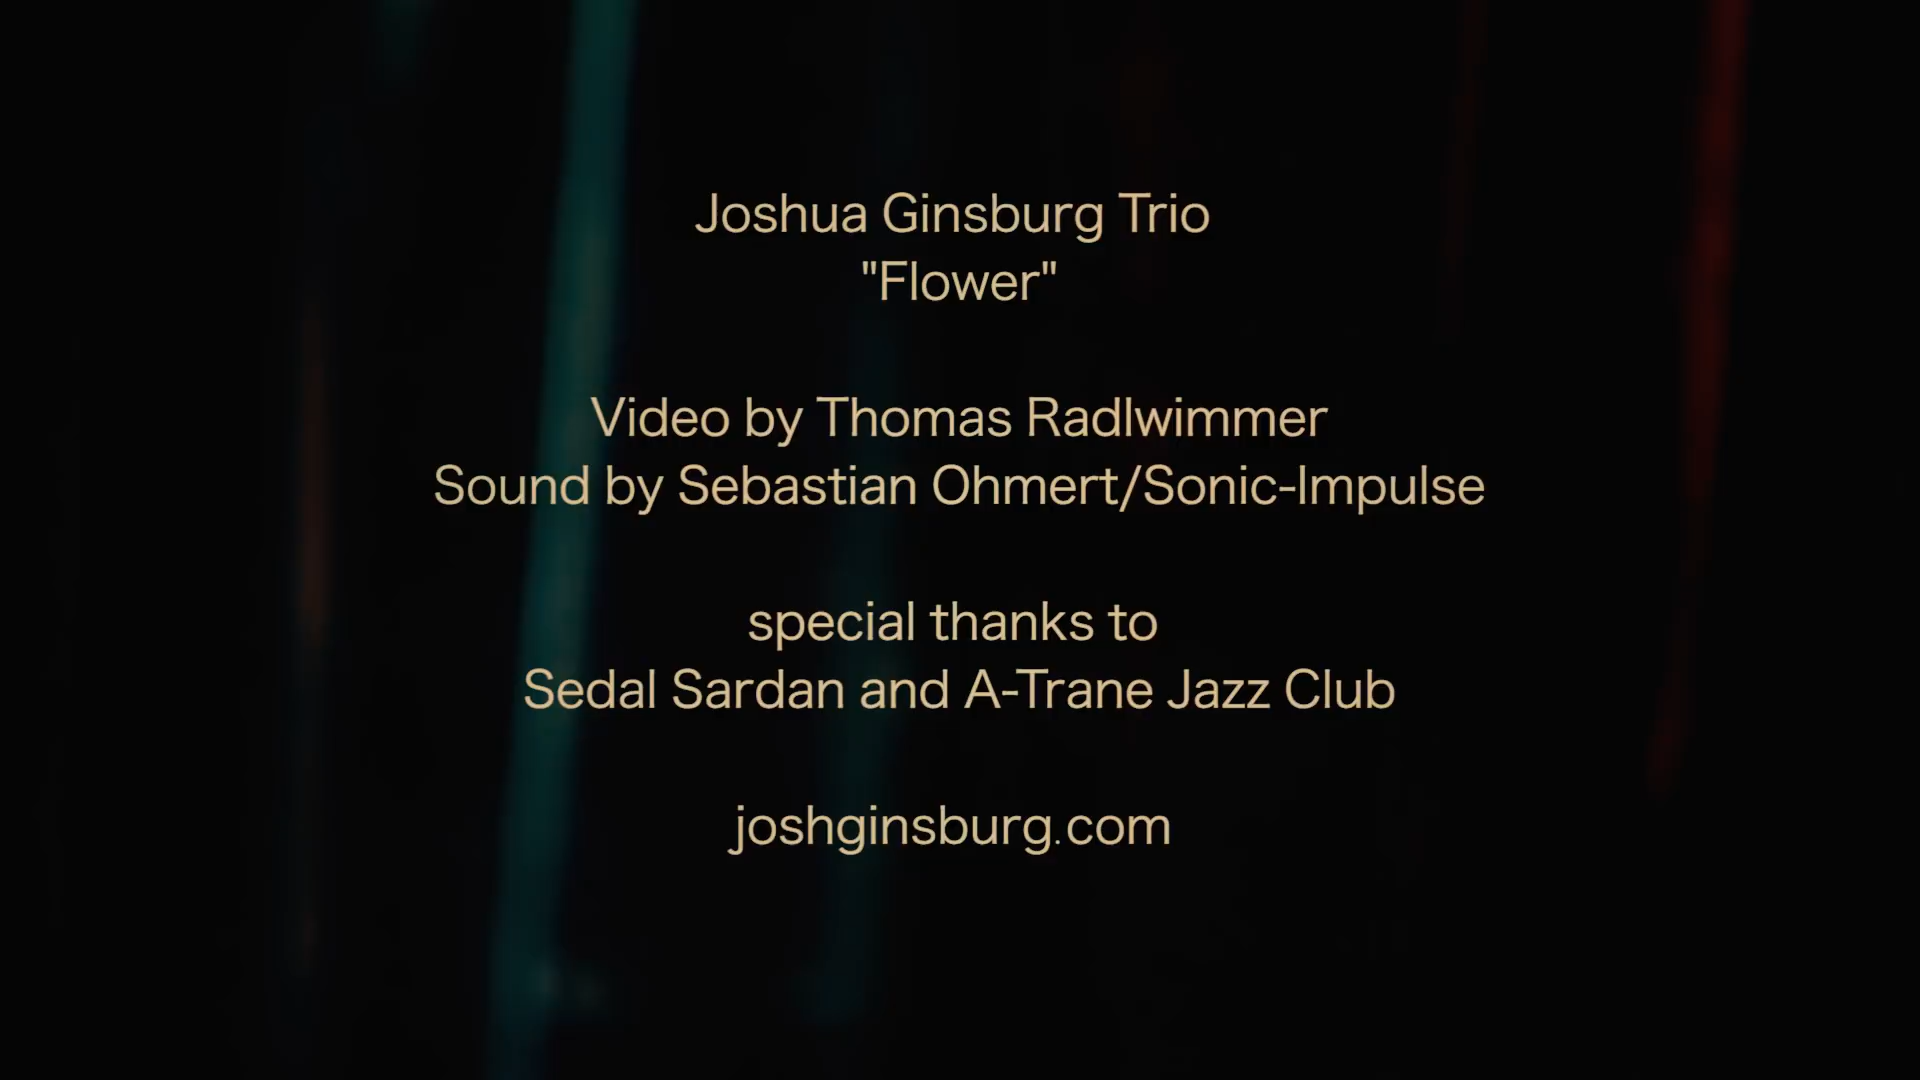 Joshua Ginsburg Trio
"Flower"
Video by Thomas Radlwimmer
Sound by Sebastian Ohmert/Sonic-Impulse
special thanks to
Sedal Sardan and A-Trane Jazz Club
joshginsburg.com